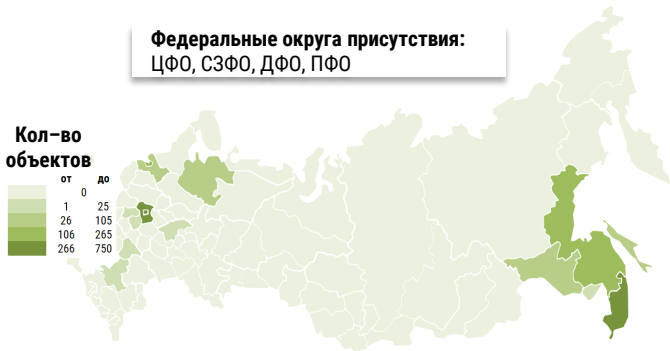 Федеральные округа присутствия:
ЦФО, СЗФО, ДФО, ПФО
Кол-во
объектов
от до
0
1 25
26 105
106 265
266 750